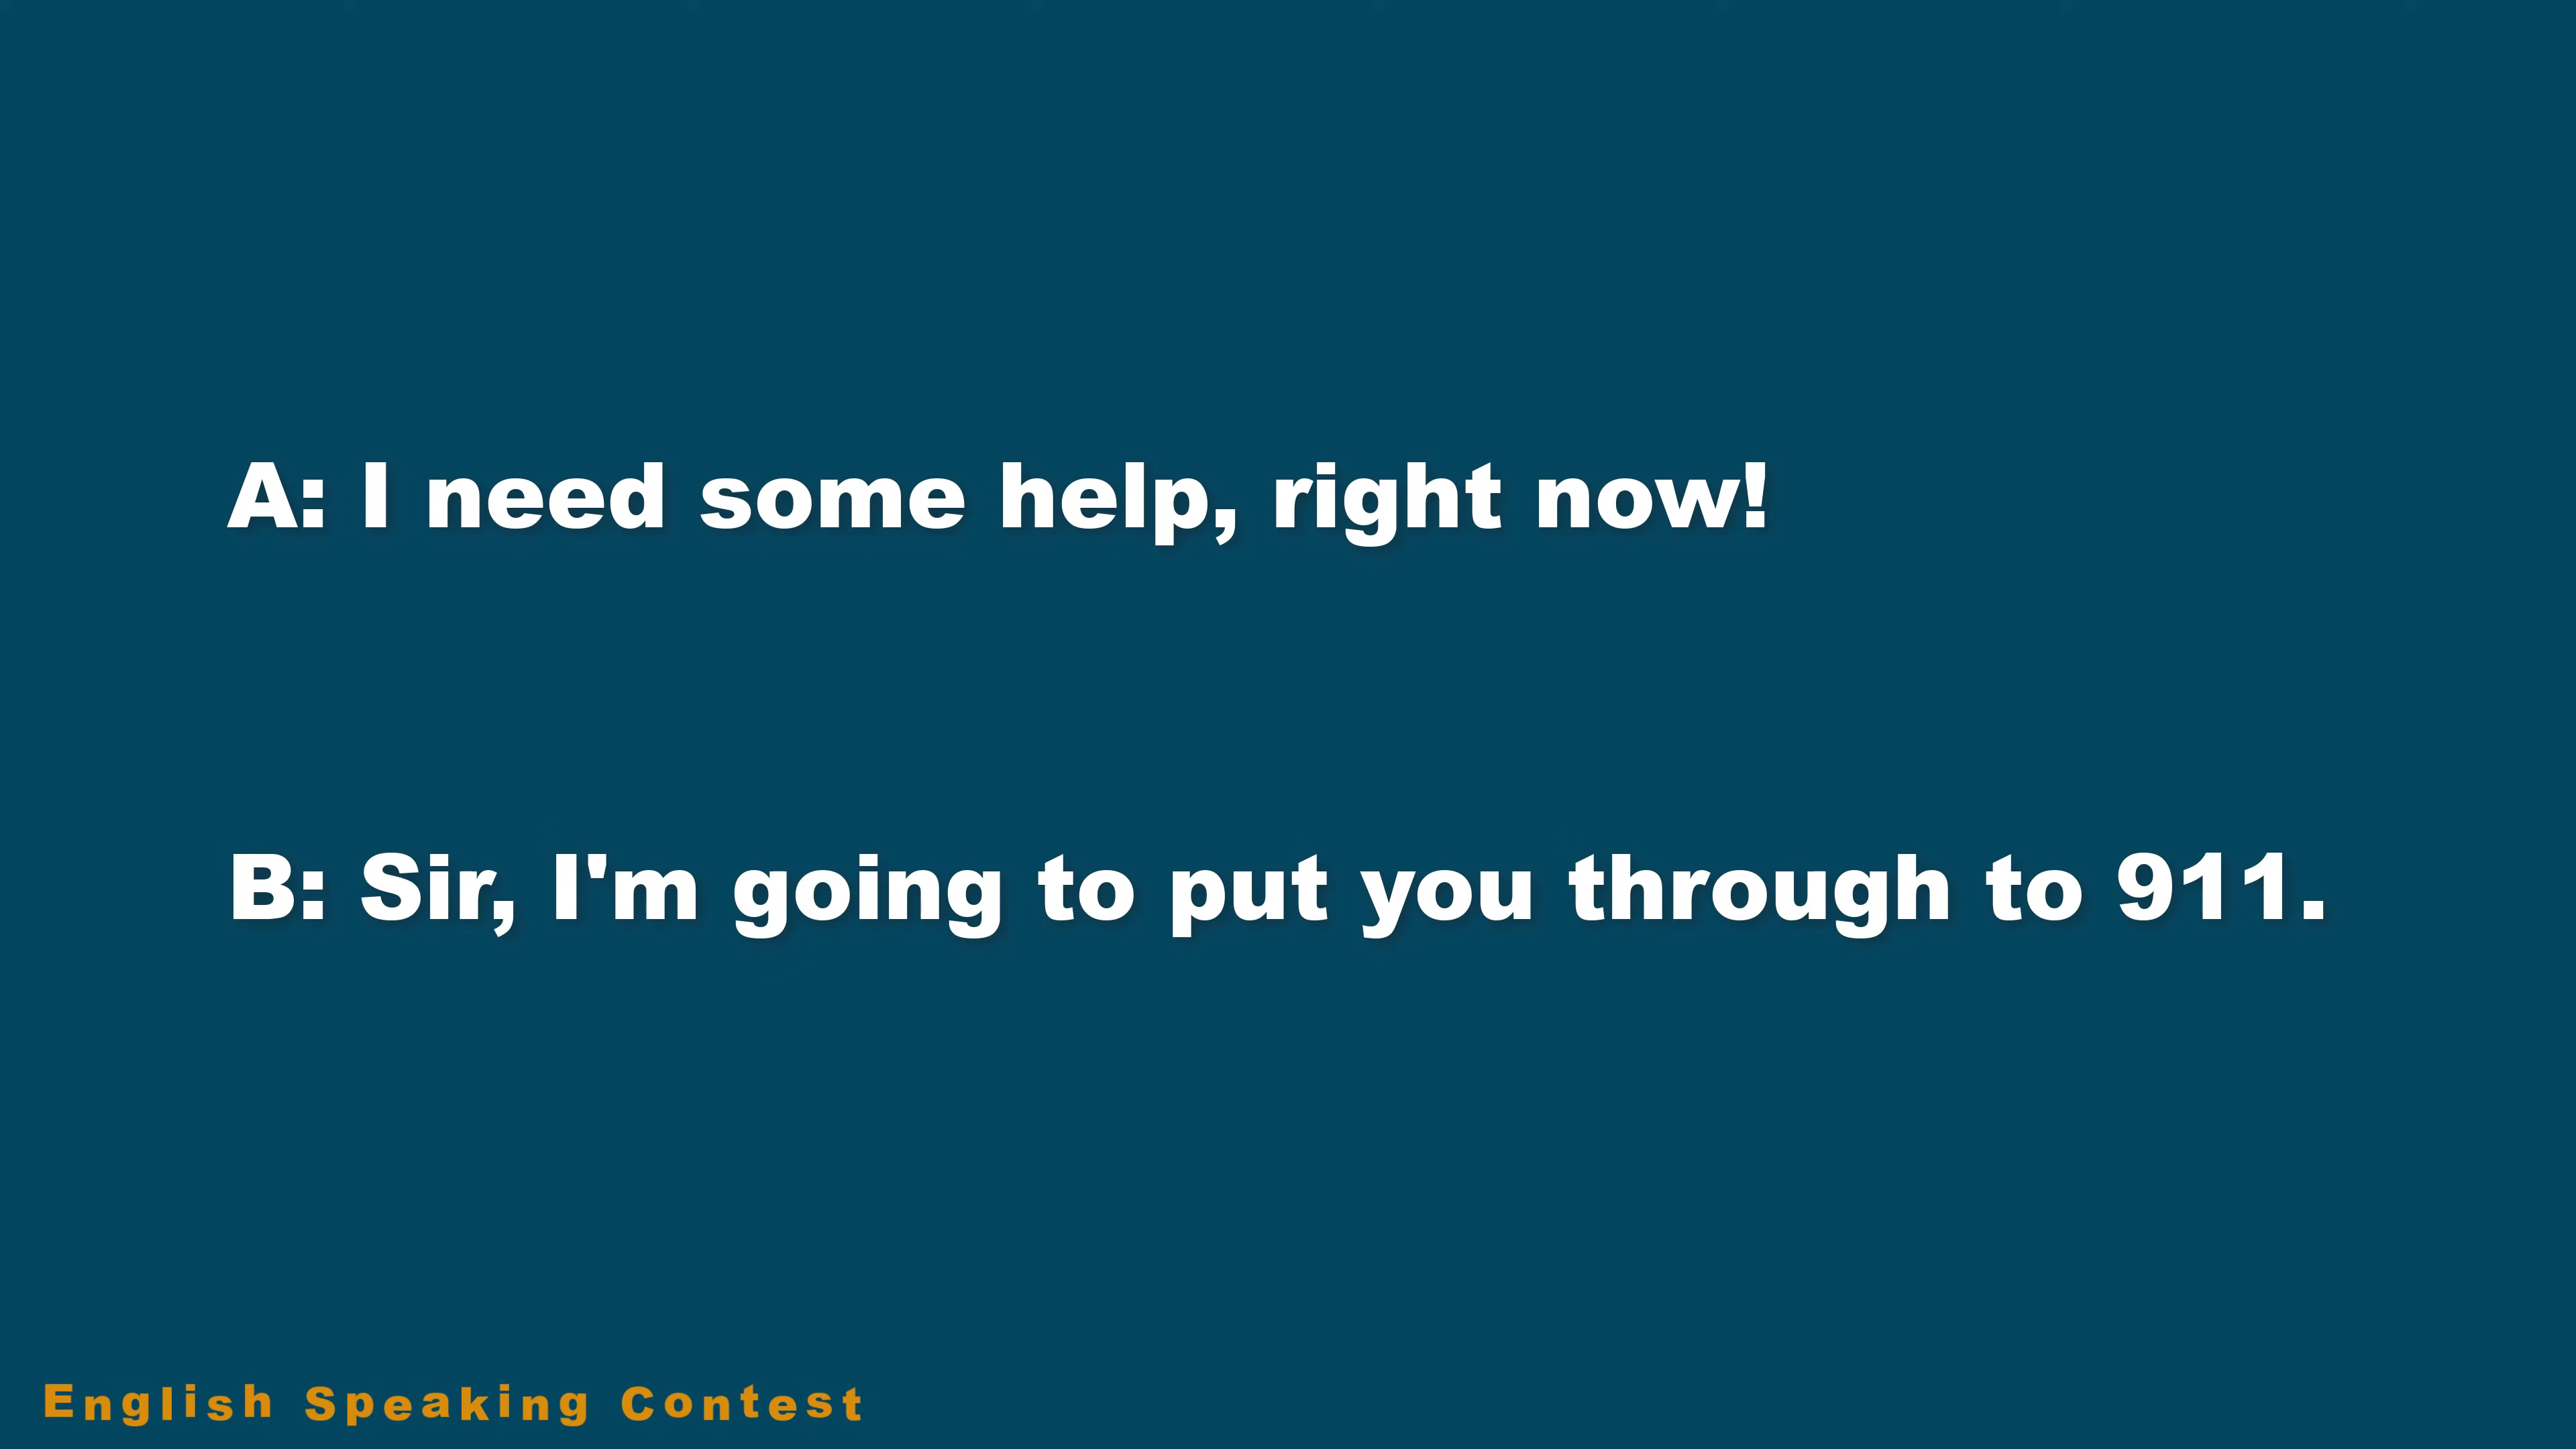 A: I need some help, right now!
B: Sir, I'm going to put you through to 911.
English Speaking Contest